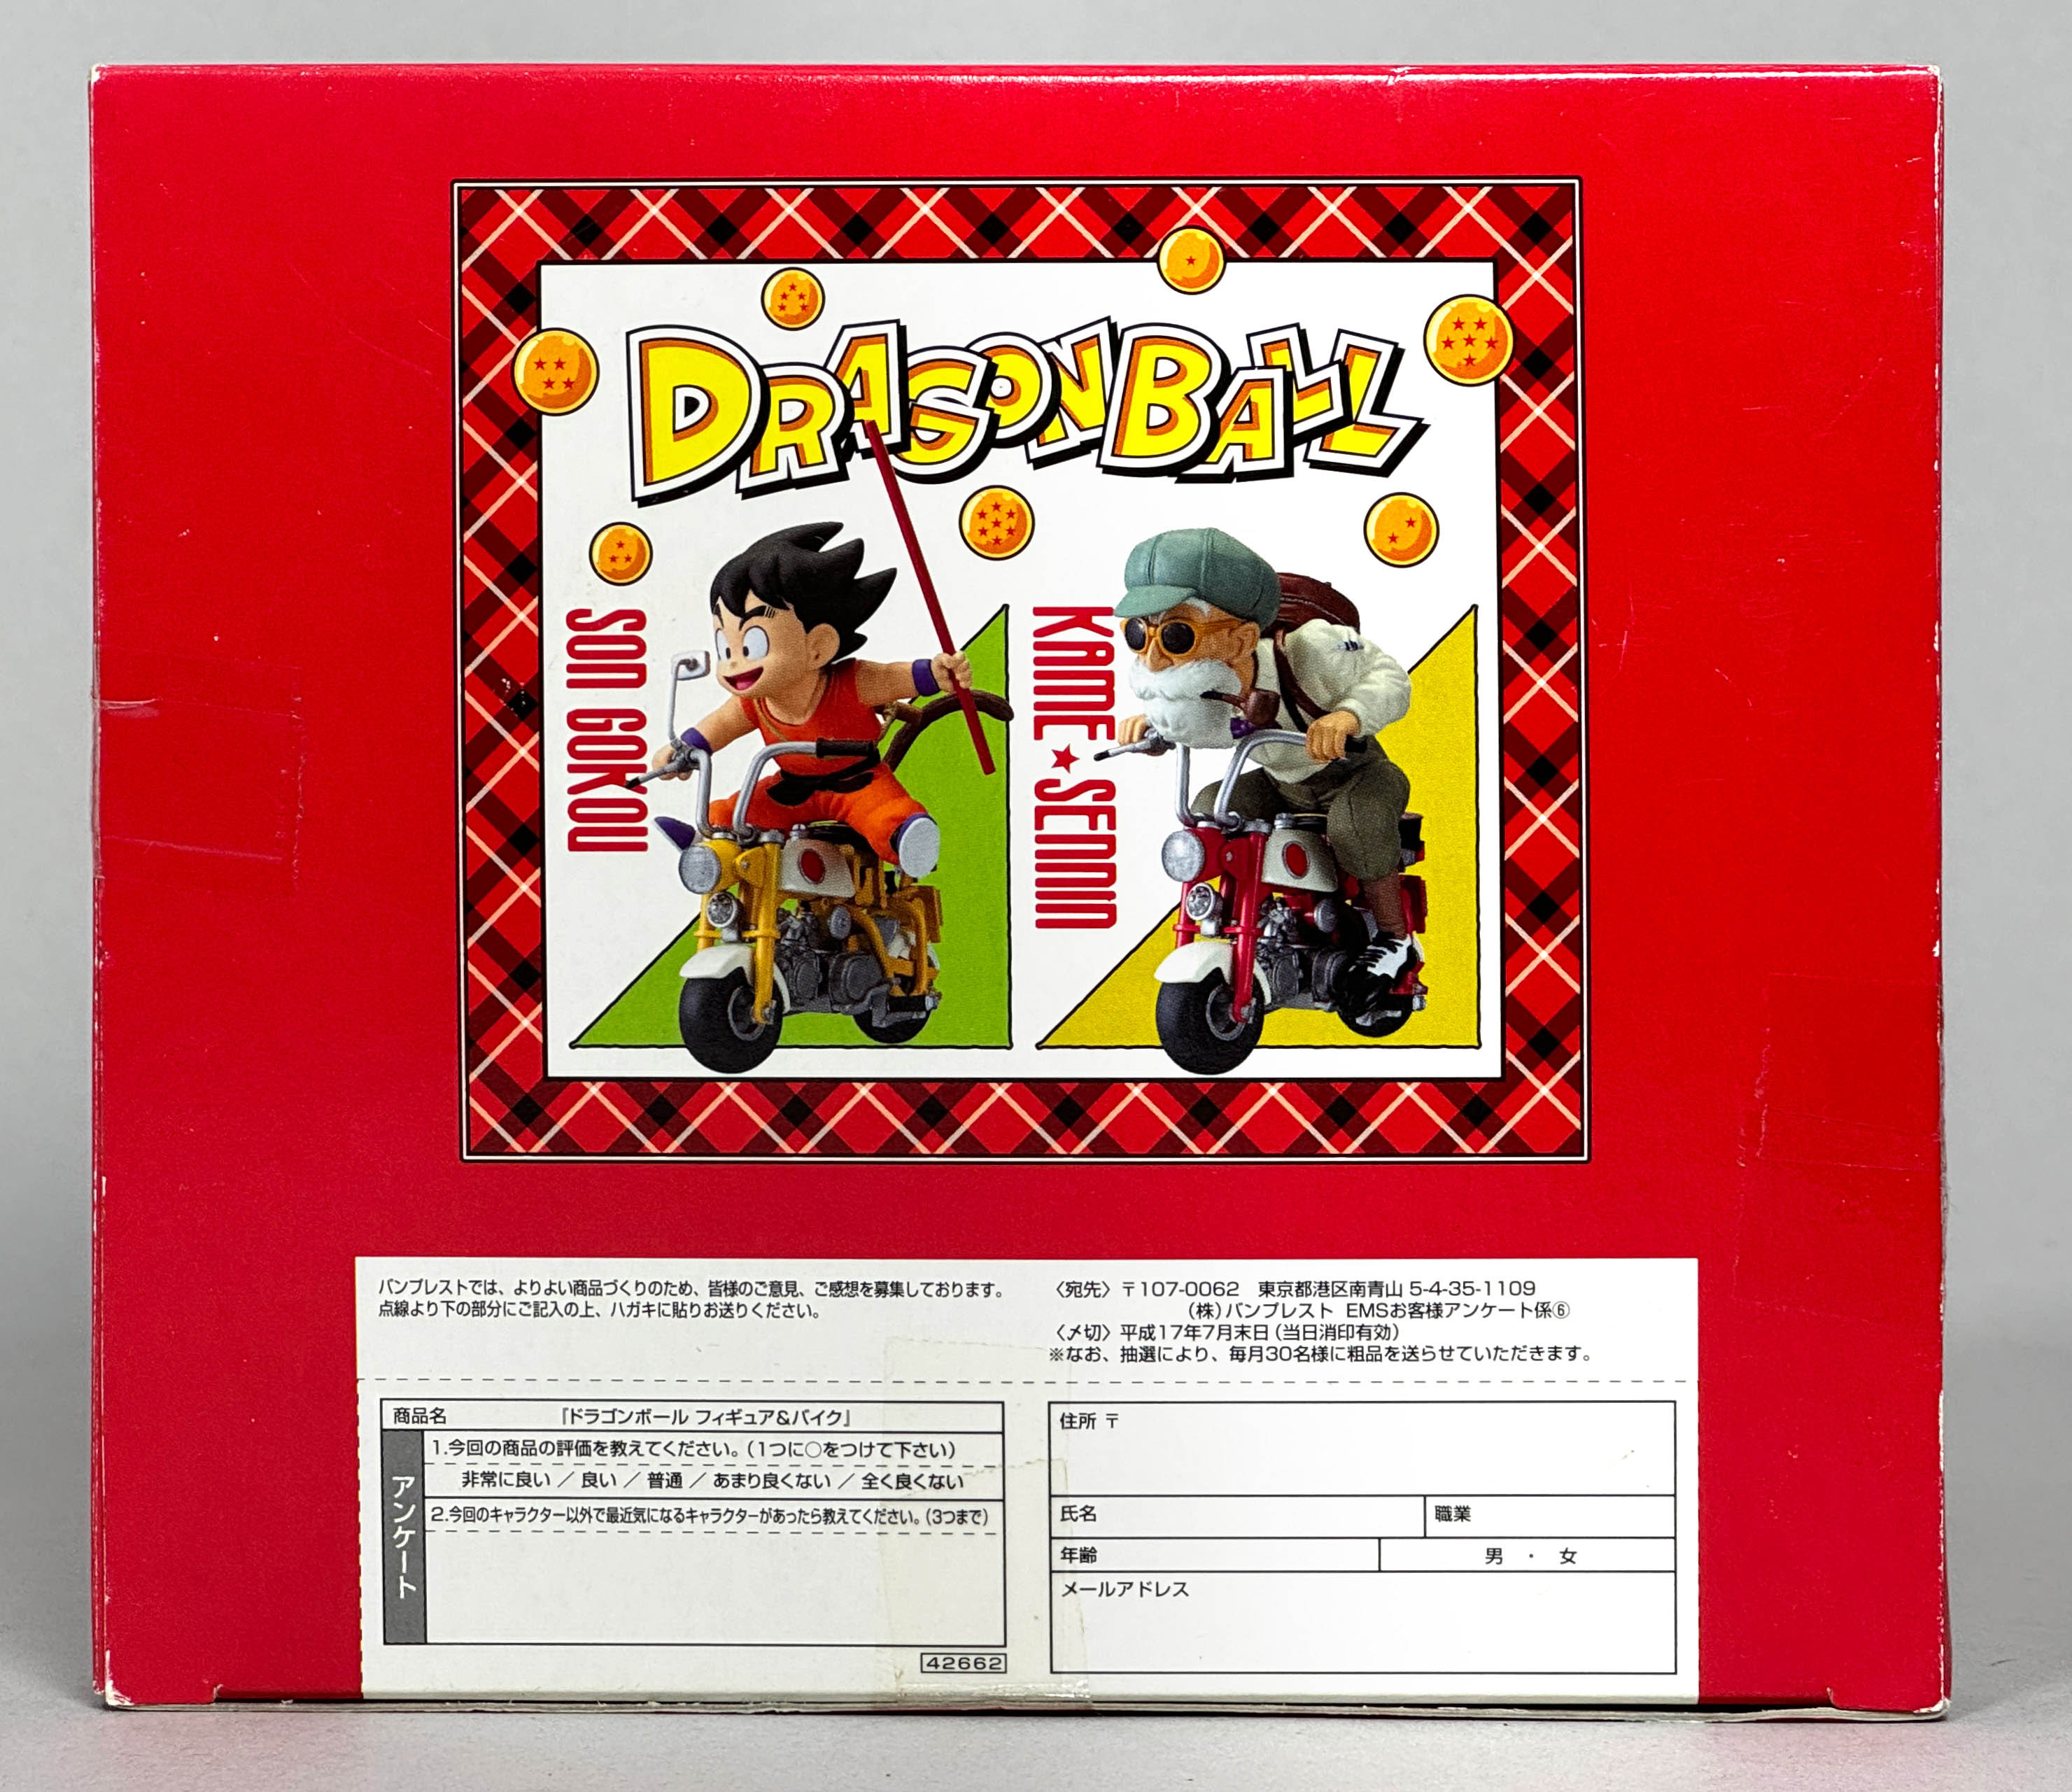 DRAGONBALL
SON GOKOU
KAME★SENNIN
バンプレストでは、よりよい商品づくりのため、皆様のご意見、ご感想を募集しております。
点線より下の部分にご記入の上、ハガキに貼りお送りください。
〈宛先〉〒107-0062 東京都港区南青山 5-4-35-1109
(株)バンプレスト EMSお客様アンケート係⑥
〈〆切〉平成17年7月末日(当日消印有効)
※なお、抽選により、毎月30名様に粗品を送らせていただきます。
商品名 『ドラゴンボール フィギュア&バイク』
アンケート
1.今回の商品の評価を教えてください。(1つに○をつけて下さい)
非常に良い / 良い / 普通 / あまり良くない / 全く良くない
2.今回のキャラクター以外で最近気になるキャラクターがあったら教えてください。(3つまで)
42662
住所 〒
氏名 職業
年齢 男 ・ 女
メールアドレス